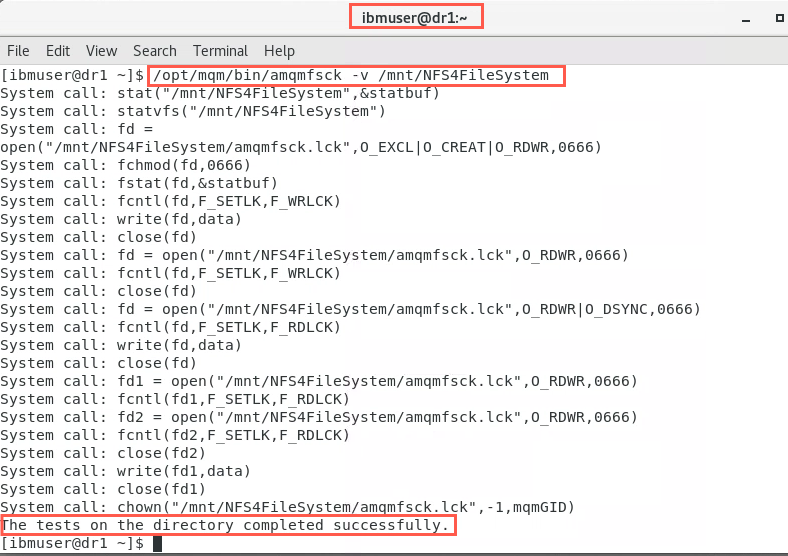 ibmuser@dr1:~
File Edit View Search Terminal Help
[ibmuser@dr1 ~]$ /opt/mqm/bin/amqmfsck -v /mnt/NFS4FileSystem
System call: stat("/mnt/NFS4FileSystem",&statbuf)
System call: statvfs("/mnt/NFS4FileSystem")
System call: fd =
open("/mnt/NFS4FileSystem/amqmfsck.lck",O_EXCL|O_CREAT|O_RDWR,0666)
System call: fchmod(fd,0666)
System call: fstat(fd,&statbuf)
System call: fcntl(fd,F_SETLK,F_WRLCK)
System call: write(fd,data)
System call: close(fd)
System call: fd = open("/mnt/NFS4FileSystem/amqmfsck.lck",O_RDWR,0666)
System call: fcntl(fd,F_SETLK,F_WRLCK)
System call: close(fd)
System call: fd = open("/mnt/NFS4FileSystem/amqmfsck.lck",O_RDWR|O_DSYNC,0666)
System call: fcntl(fd,F_SETLK,F_RDLCK)
System call: write(fd,data)
System call: close(fd)
System call: fd1 = open("/mnt/NFS4FileSystem/amqmfsck.lck",O_RDWR,0666)
System call: fcntl(fd1,F_SETLK,F_RDLCK)
System call: fd2 = open("/mnt/NFS4FileSystem/amqmfsck.lck",O_RDWR,0666)
System call: fcntl(fd2,F_SETLK,F_RDLCK)
System call: close(fd2)
System call: write(fd1,data)
System call: close(fd1)
System call: chown("/mnt/NFS4FileSystem/amqmfsck.lck",-1,mqmGID)
The tests on the directory completed successfully.
[ibmuser@dr1 ~]$